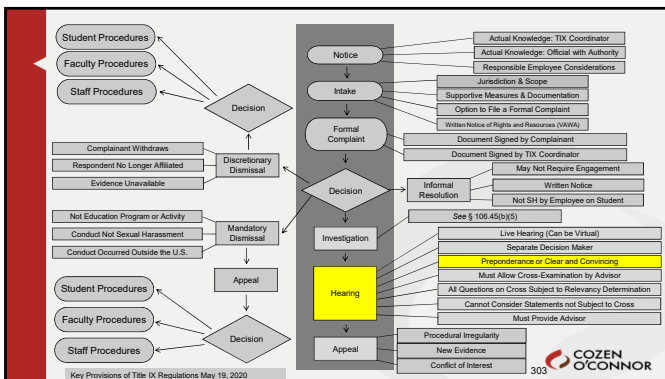 Student Procedures
Faculty Procedures
Staff Procedures
Decision
Complainant Withdraws
Respondent No Longer Affiliated
Evidence Unavailable
Discretionary
Dismissal
Not Education Program or Activity
Conduct Not Sexual Harassment
Conduct Occurred Outside the U.S.
Mandatory
Dismissal
Appeal
Student Procedures
Faculty Procedures
Staff Procedures
Decision
Key Provisions of Title IX Regulations May 19, 2020
Notice
Actual Knowledge: TIX Coordinator
Actual Knowledge: Official with Authority
Responsible Employee Considerations
Intake
Jurisdiction & Scope
Supportive Measures & Documentation
Option to File a Formal Complaint
Written Notice of Rights and Resources (VAWA)
Formal
Complaint
Document Signed by Complainant
Document Signed by TIX Coordinator
Decision
Informal
Resolution
May Not Require Engagement
Written Notice
Not SH by Employee on Student
Investigation
See § 106.45(b)(5)
Hearing
Live Hearing (Can be Virtual)
Separate Decision Maker
Preponderance or Clear and Convincing
Must Allow Cross-Examination by Advisor
All Questions on Cross Subject to Relevancy Determination
Cannot Consider Statements not Subject to Cross
Must Provide Advisor
Appeal
Procedural Irregularity
New Evidence
Conflict of Interest
303
COZEN
O'CONNOR